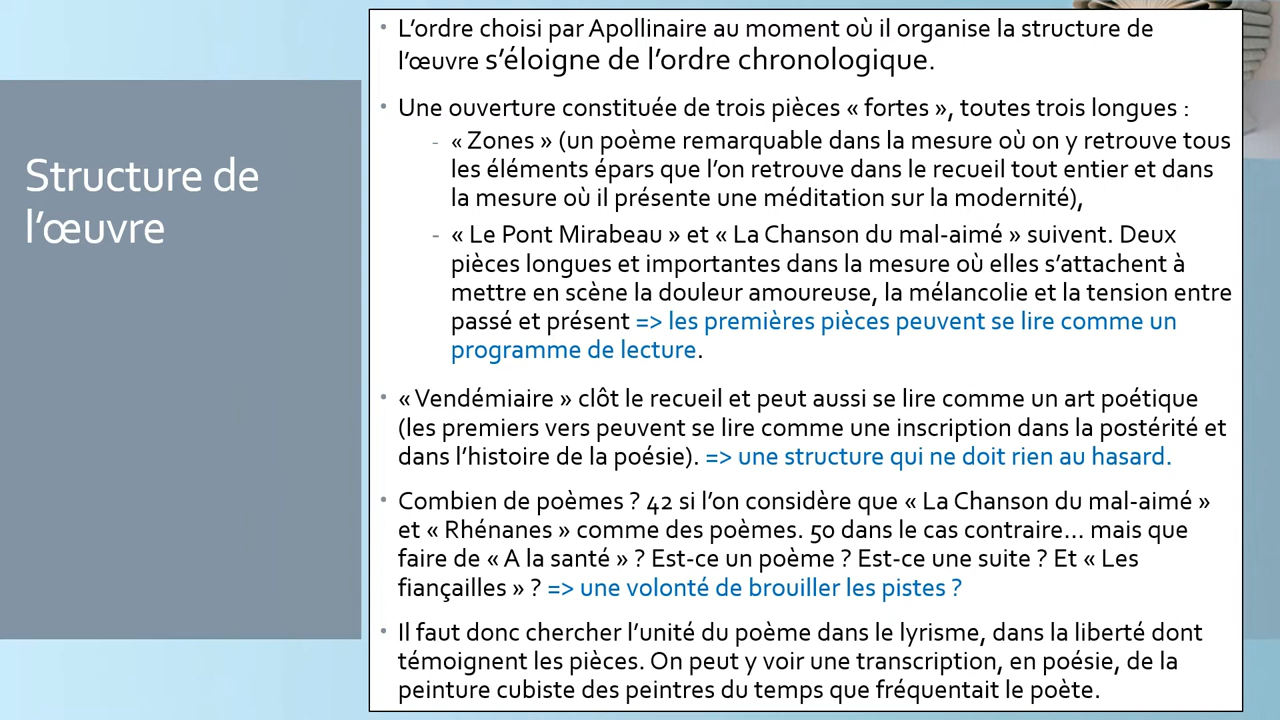 Structure de
l'œuvre
• L'ordre choisi par Apollinaire au moment où il organise la structure de
l'œuvre s'éloigne de l'ordre chronologique.
• Une ouverture constituée de trois pièces « fortes », toutes trois longues :
- « Zones » (un poème remarquable dans la mesure où on y retrouve tous
les éléments épars que l'on retrouve dans le recueil tout entier et dans
la mesure où il présente une méditation sur la modernité),
- « Le Pont Mirabeau » et « La Chanson du mal-aimé » suivent. Deux
pièces longues et importantes dans la mesure où elles s'attachent à
mettre en scène la douleur amoureuse, la mélancolie et la tension entre
passé et présent => les premières pièces peuvent se lire comme un
programme de lecture.
• « Vendémiaire » clôt le recueil et peut aussi se lire comme un art poétique
(les premiers vers peuvent se lire comme une inscription dans la postérité et
dans l'histoire de la poésie). => une structure qui ne doit rien au hasard.
• Combien de poèmes ? 42 si l'on considère que « La Chanson du mal-aimé »
et « Rhénanes » comme des poèmes. 50 dans le cas contraire… mais que
faire de « A la santé » ? Est-ce un poème ? Est-ce une suite ? Et « Les
fiançailles » ? => une volonté de brouiller les pistes ?
• Il faut donc chercher l'unité du poème dans le lyrisme, dans la liberté dont
témoignent les pièces. On peut y voir une transcription, en poésie, de la
peinture cubiste des peintres du temps que fréquentait le poète.